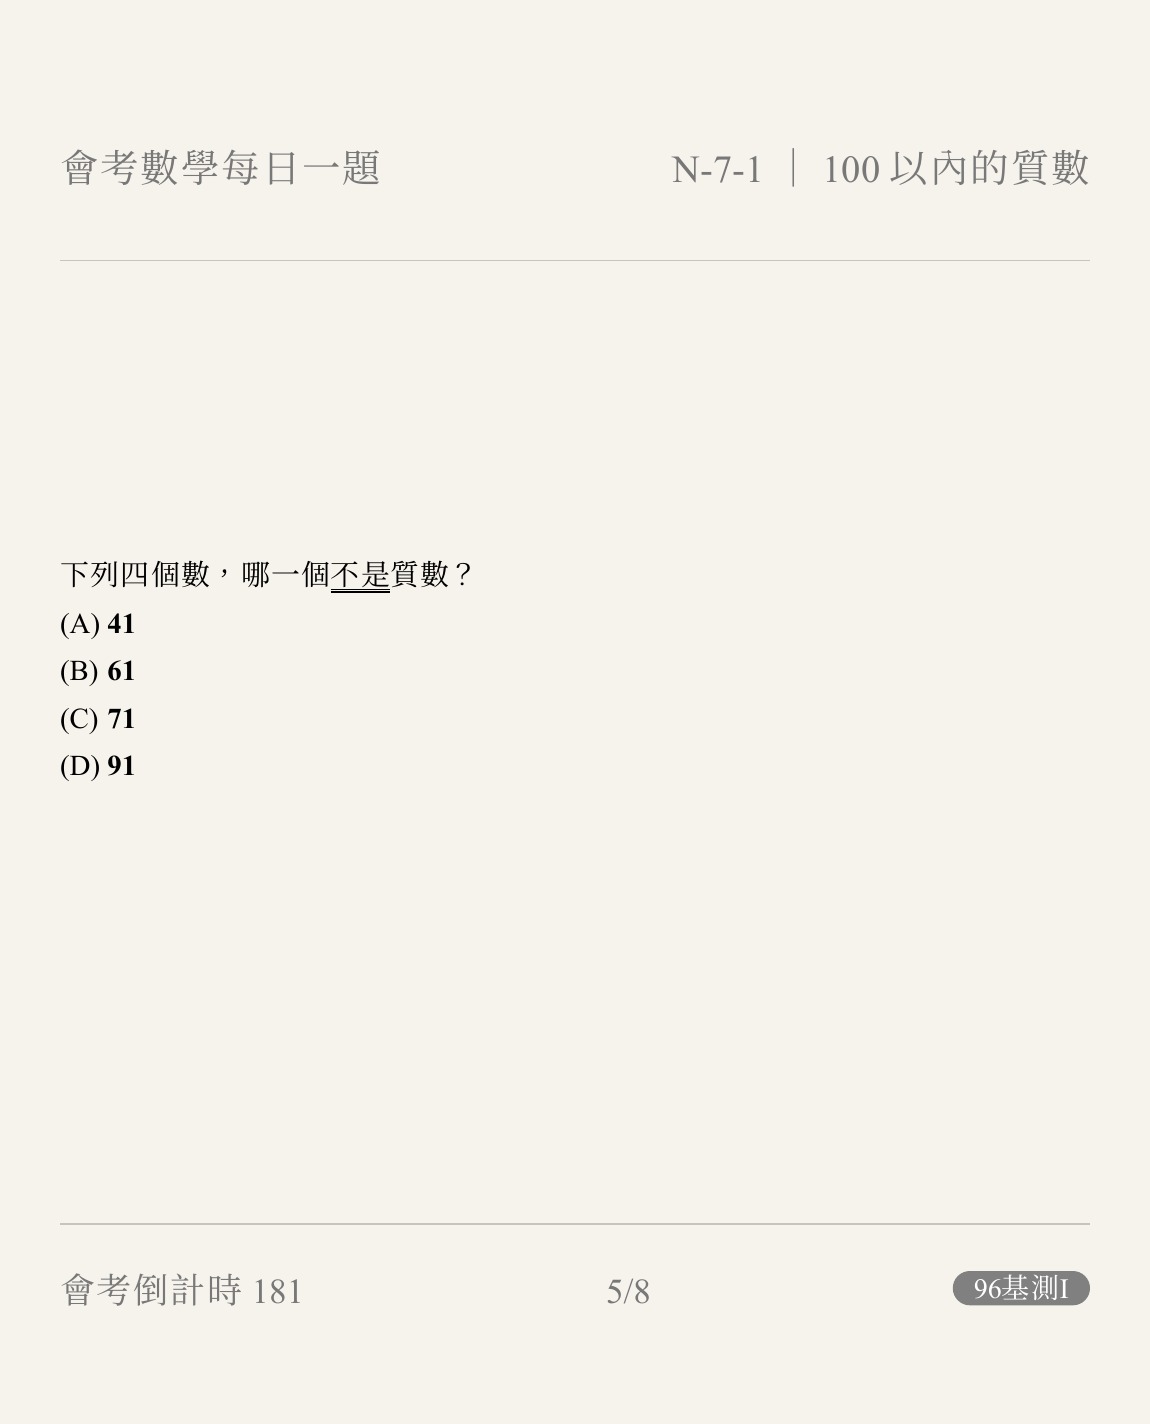 會考數學每日一題
N-7-1 | 100 以內的質數
下列四個數，哪一個不是質數？
(A) 41
(B) 61
(C) 71
(D) 91
會考倒計時 181
5/8
96基測I